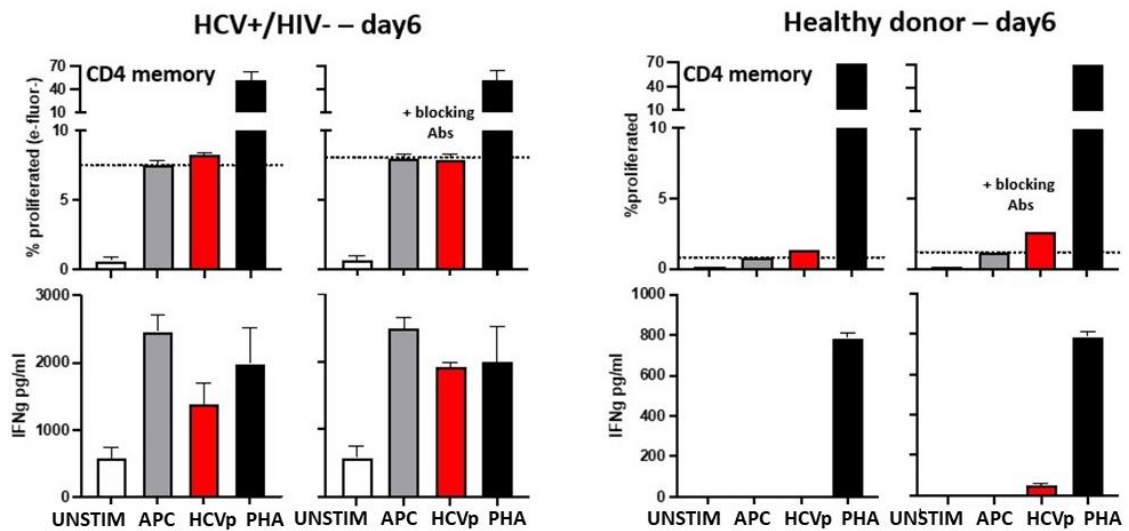 HCV+/HIV- – day6
Healthy donor – day6
CD4 memory
+ blocking
Abs
% proliferated (e-fluor-)
70
50
30
10
10
5
0
CD4 memory
+ blocking
Abs
%proliferated
70
40
10
10
5
0
IFNg pg/ml
3000
2000
1000
0
IFNg pg/ml
1000
800
600
400
200
0
UNSTIM APC HCVp PHA
UNSTIM APC HCVp PHA
UNSTIM APC HCVp PHA
UNSTIM APC HCVp PHA